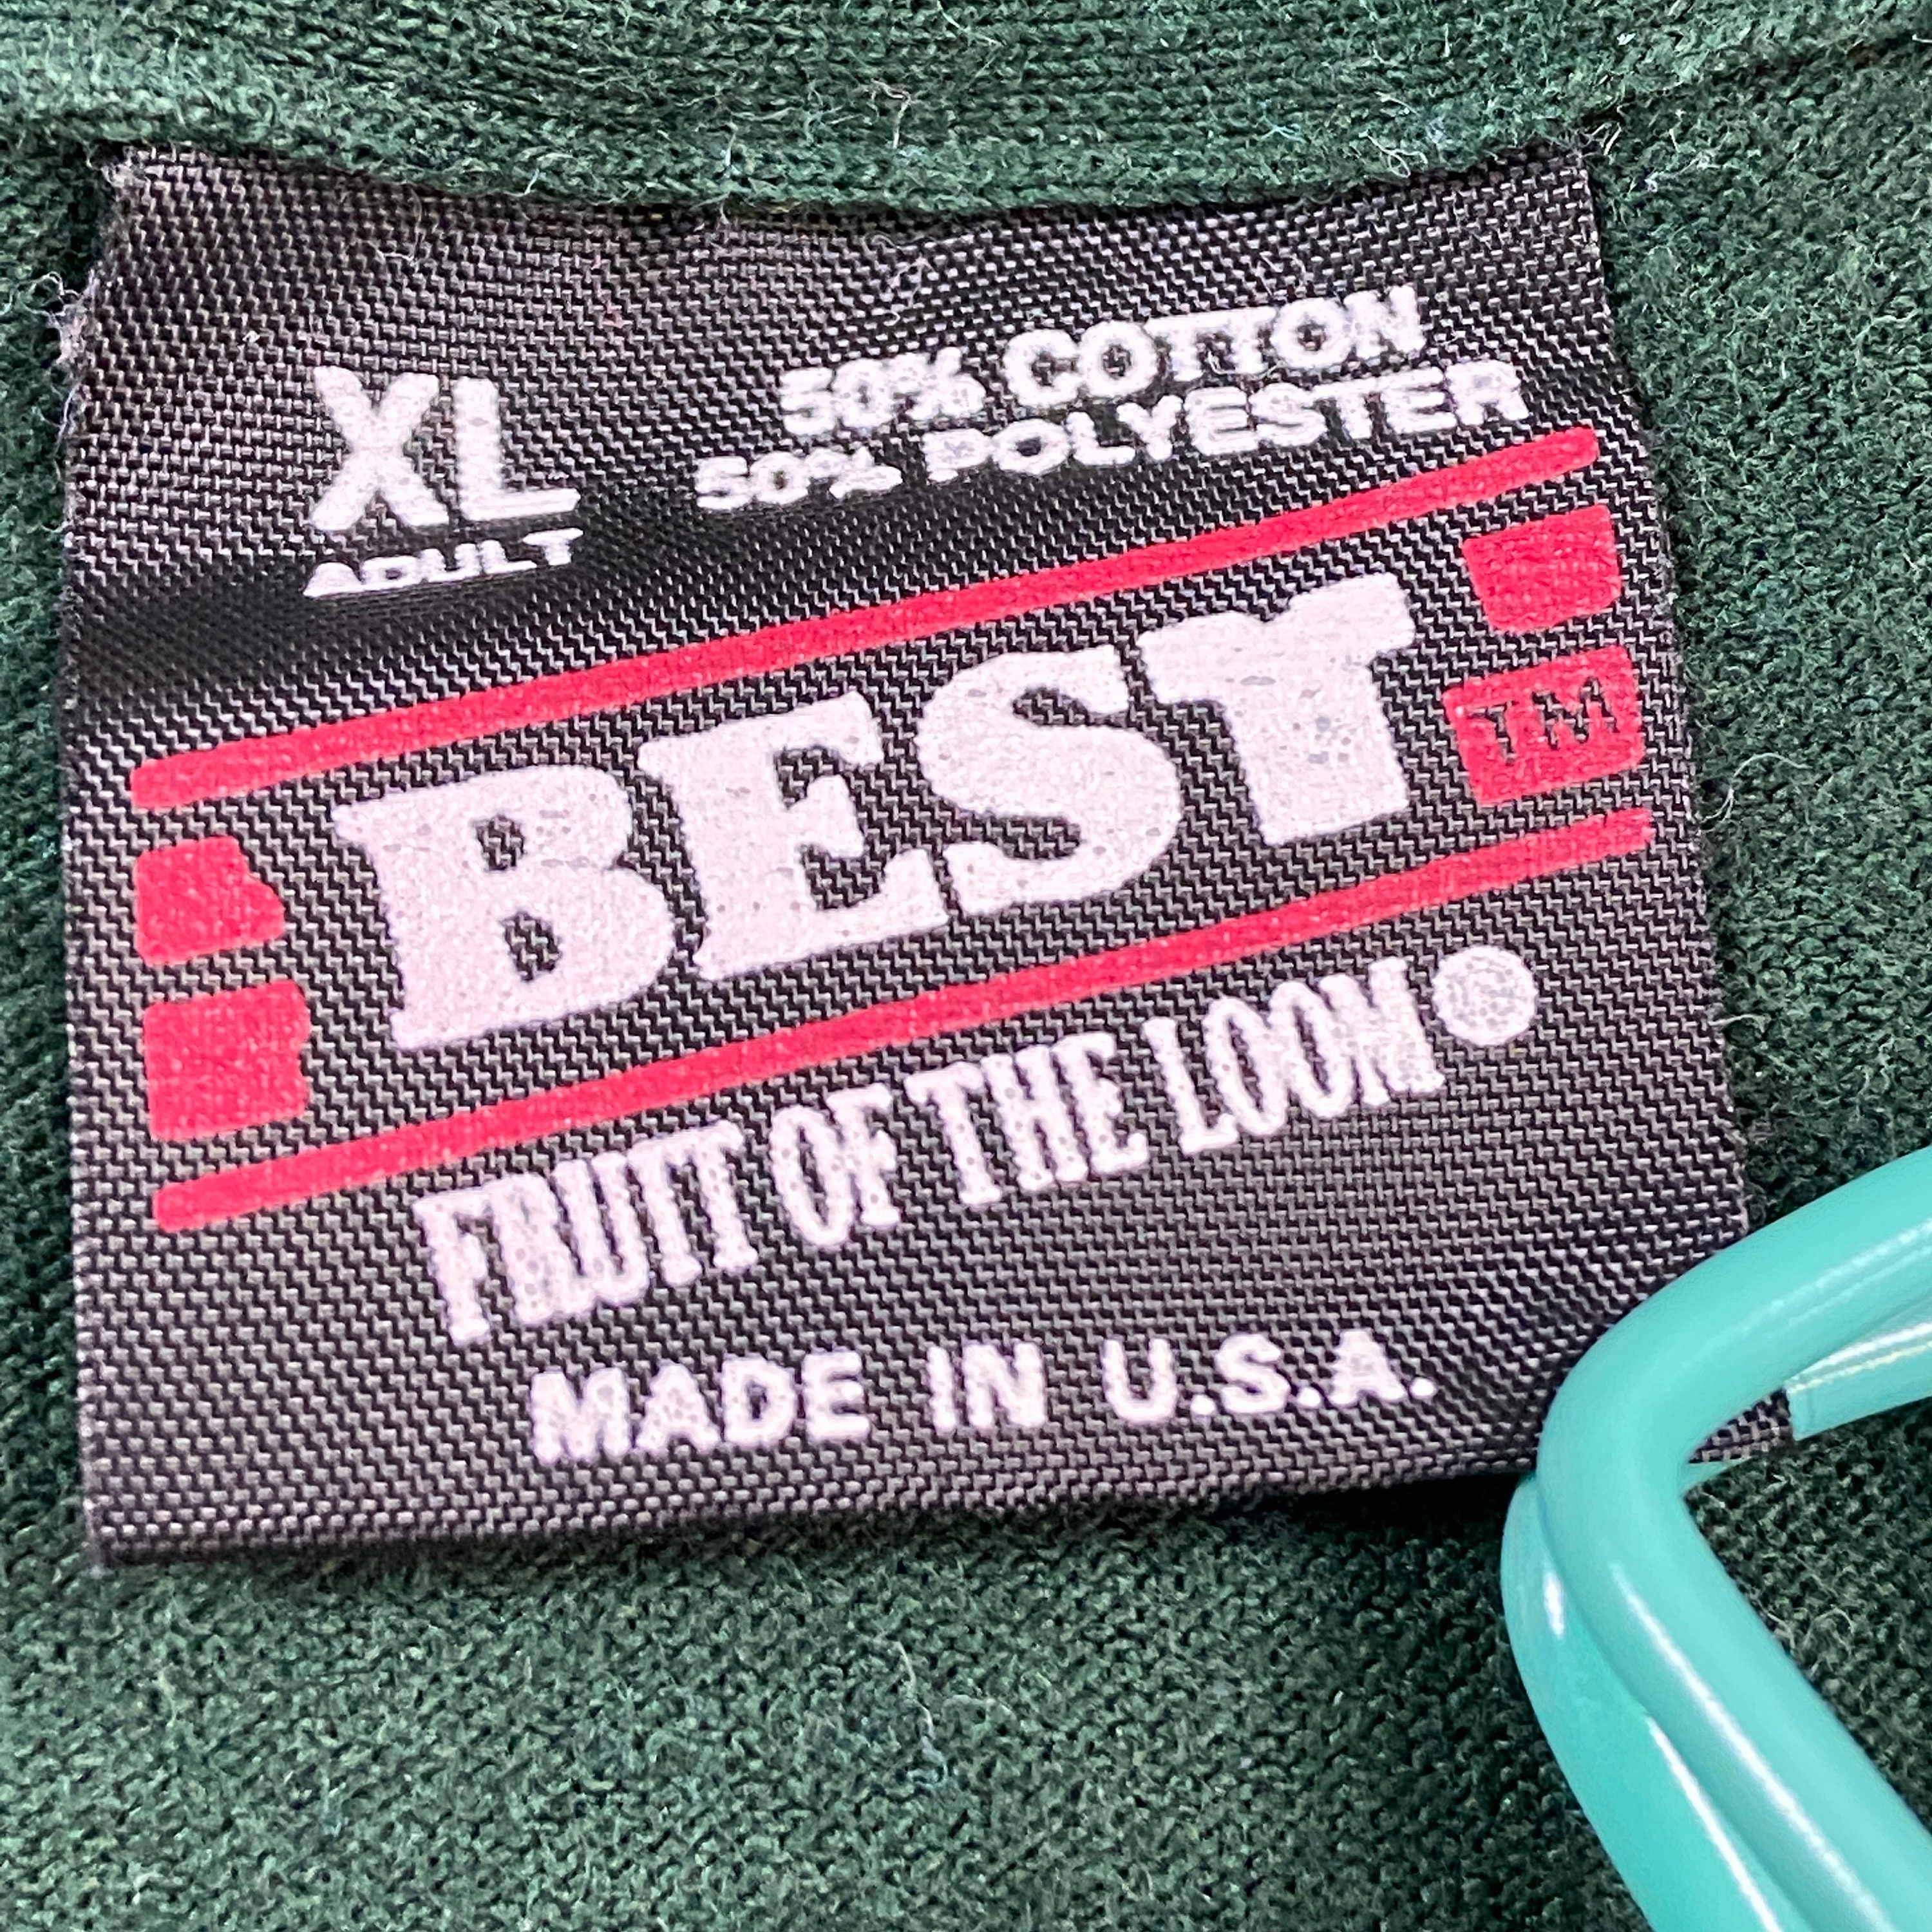 XL
ADULT
50% COTTON
50% POLYESTER
BEST
TM
FRUIT OF THE LOOM
MADE IN U.S.A.